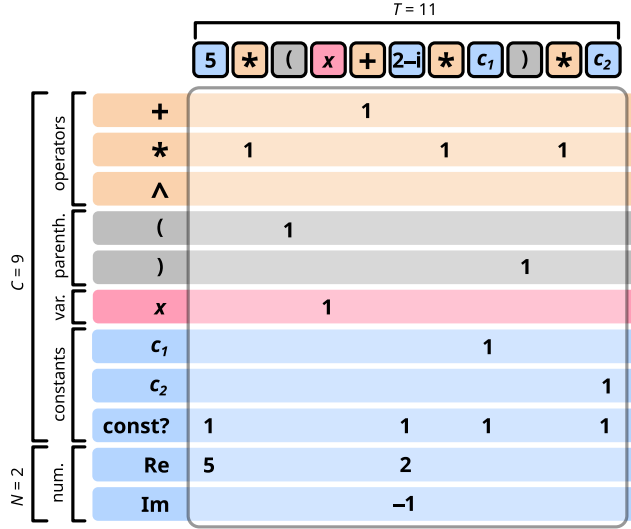 T = 11
5 * ( x + 2–i * c₁ ) * c₂
C = 9
operators
+ 1
* 1 1 1
^
parenth.
( 1
) 1
var.
x 1
constants
c₁ 1
c₂ 1
const? 1 1 1 1
N = 2
num.
Re 5 2
Im –1